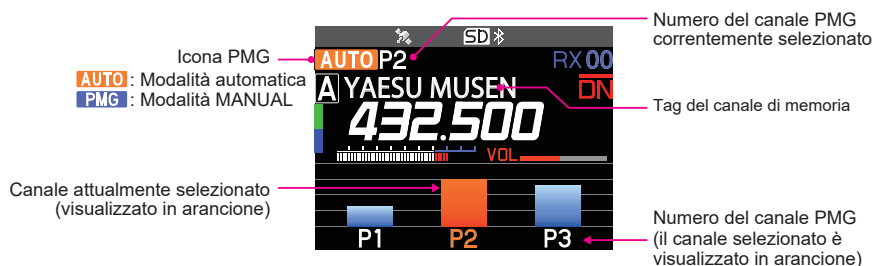 Icona PMG
AUTO : Modalità automatica
PMG : Modalità MANUAL
Canale attualmente selezionato
(visualizzato in arancione)
SD
AUTO P2
RX 00
A YAESU MUSEN
DN
432.500
VOL
P1 P2 P3
Numero del canale PMG
correntemente selezionato
Tag del canale di memoria
Numero del canale PMG
(il canale selezionato è
visualizzato in arancione)